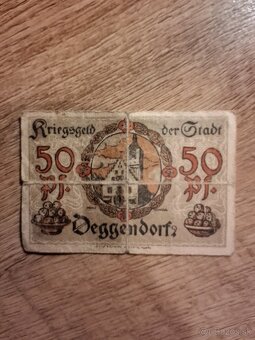 Kriegsgeld der Stadt
50 50
Pf. Pf.
Deggendorf